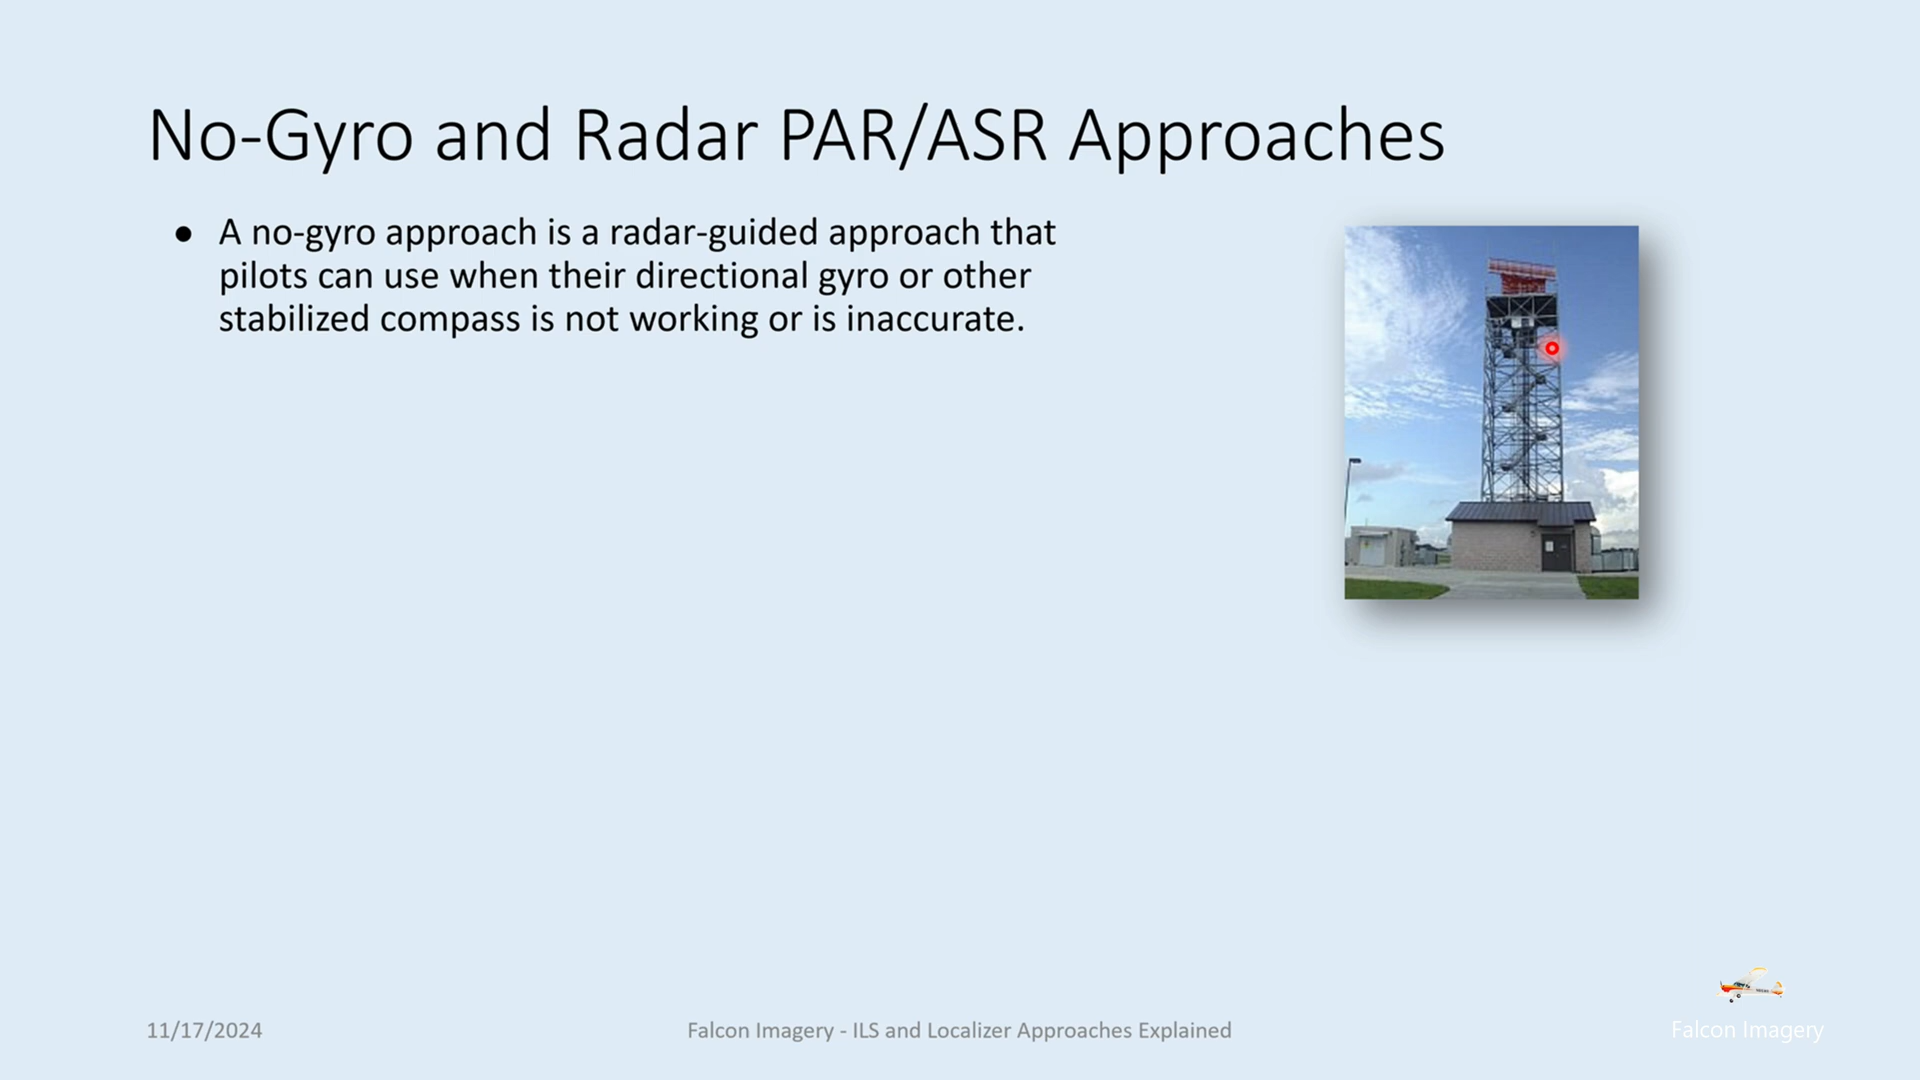 No-Gyro and Radar PAR/ASR Approaches
● A no-gyro approach is a radar-guided approach that
pilots can use when their directional gyro or other
stabilized compass is not working or is inaccurate.
11/17/2024
Falcon Imagery - ILS and Localizer Approaches Explained
Falcon Imagery